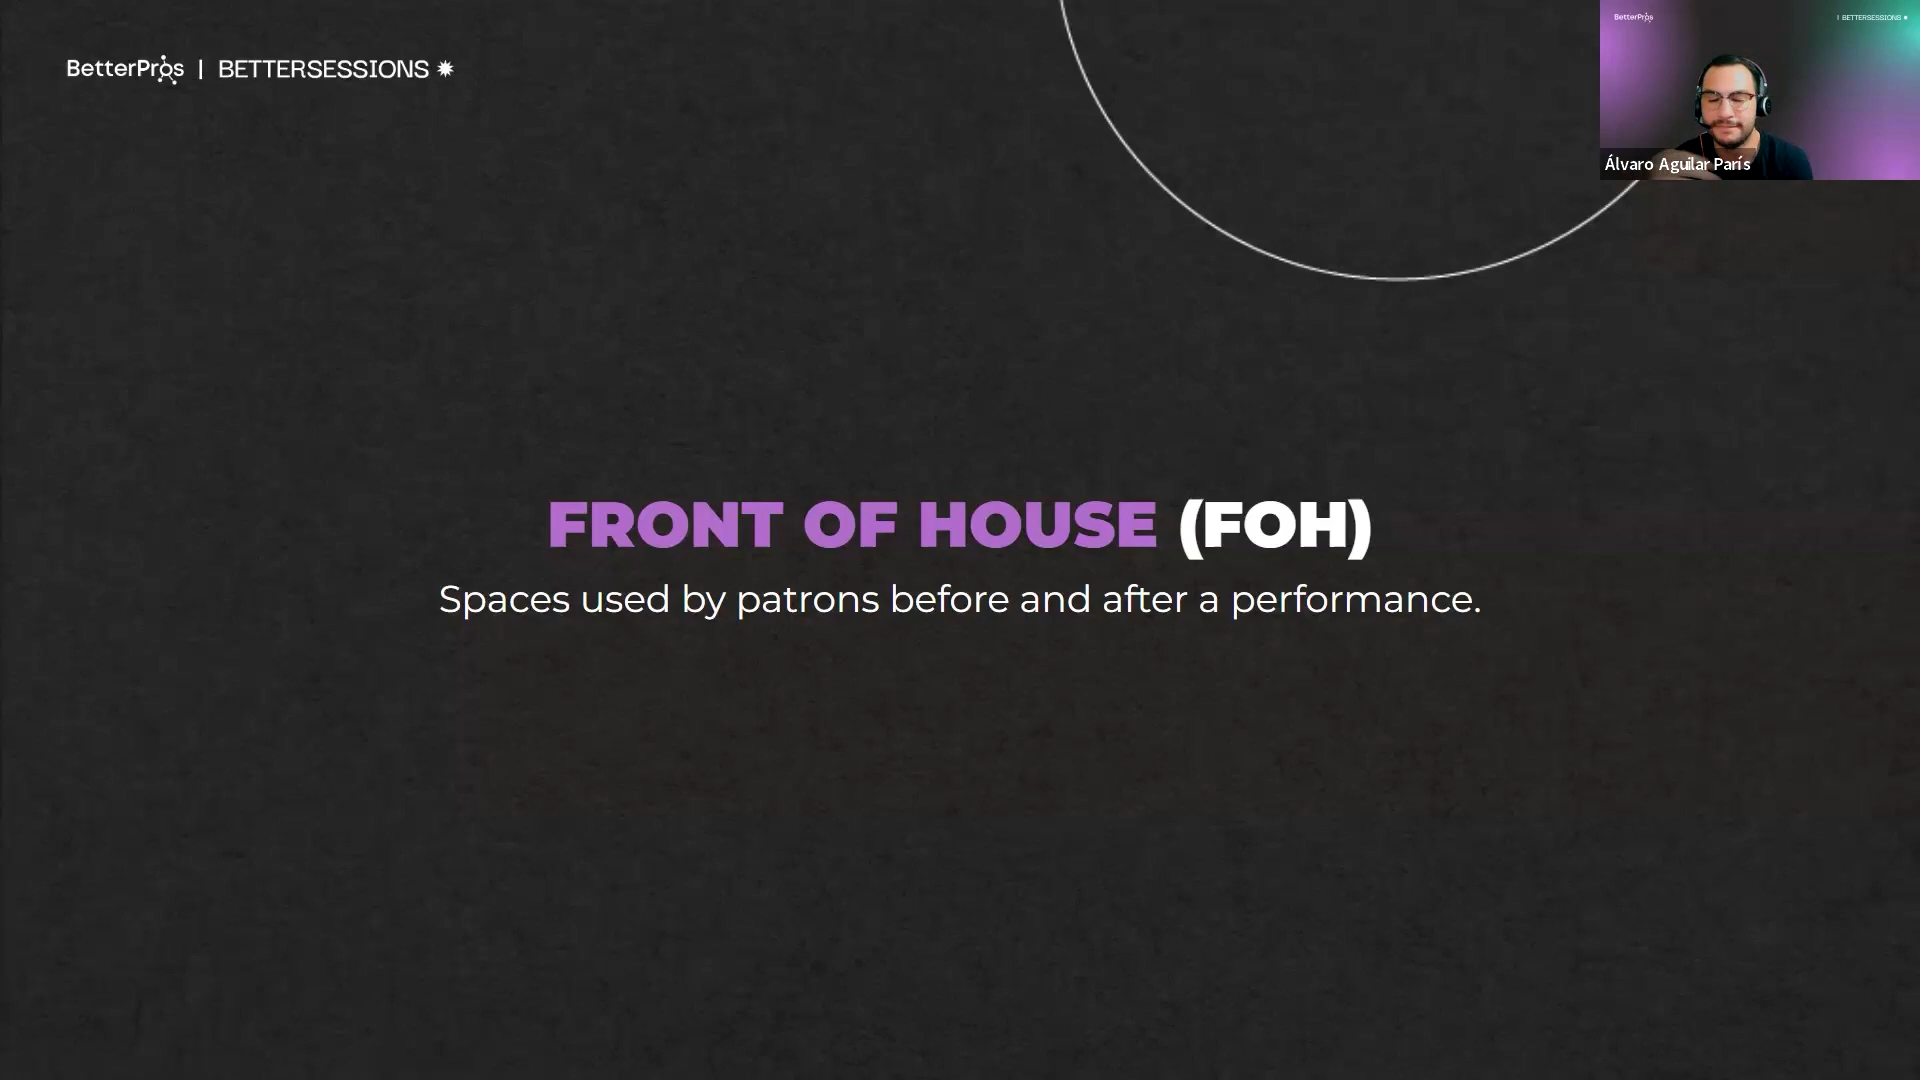 BetterPros | BETTERSESSIONS
BetterPros | BETTERSESSIONS
Álvaro Aguilar París
FRONT OF HOUSE (FOH)
Spaces used by patrons before and after a performance.